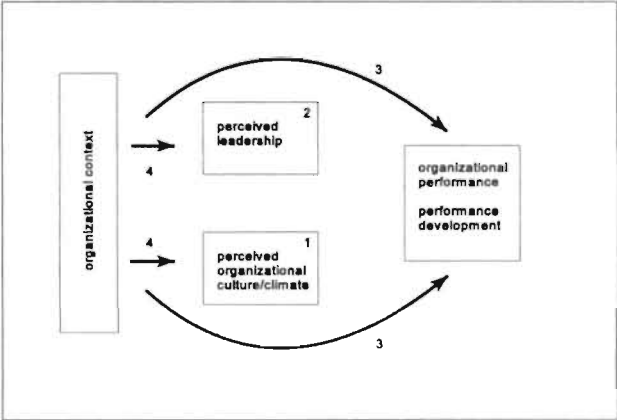 3
organizational context
2
perceived
leadership
4
organizational
performance
performance
development
4
1
perceived
organizational
culture/climate
3